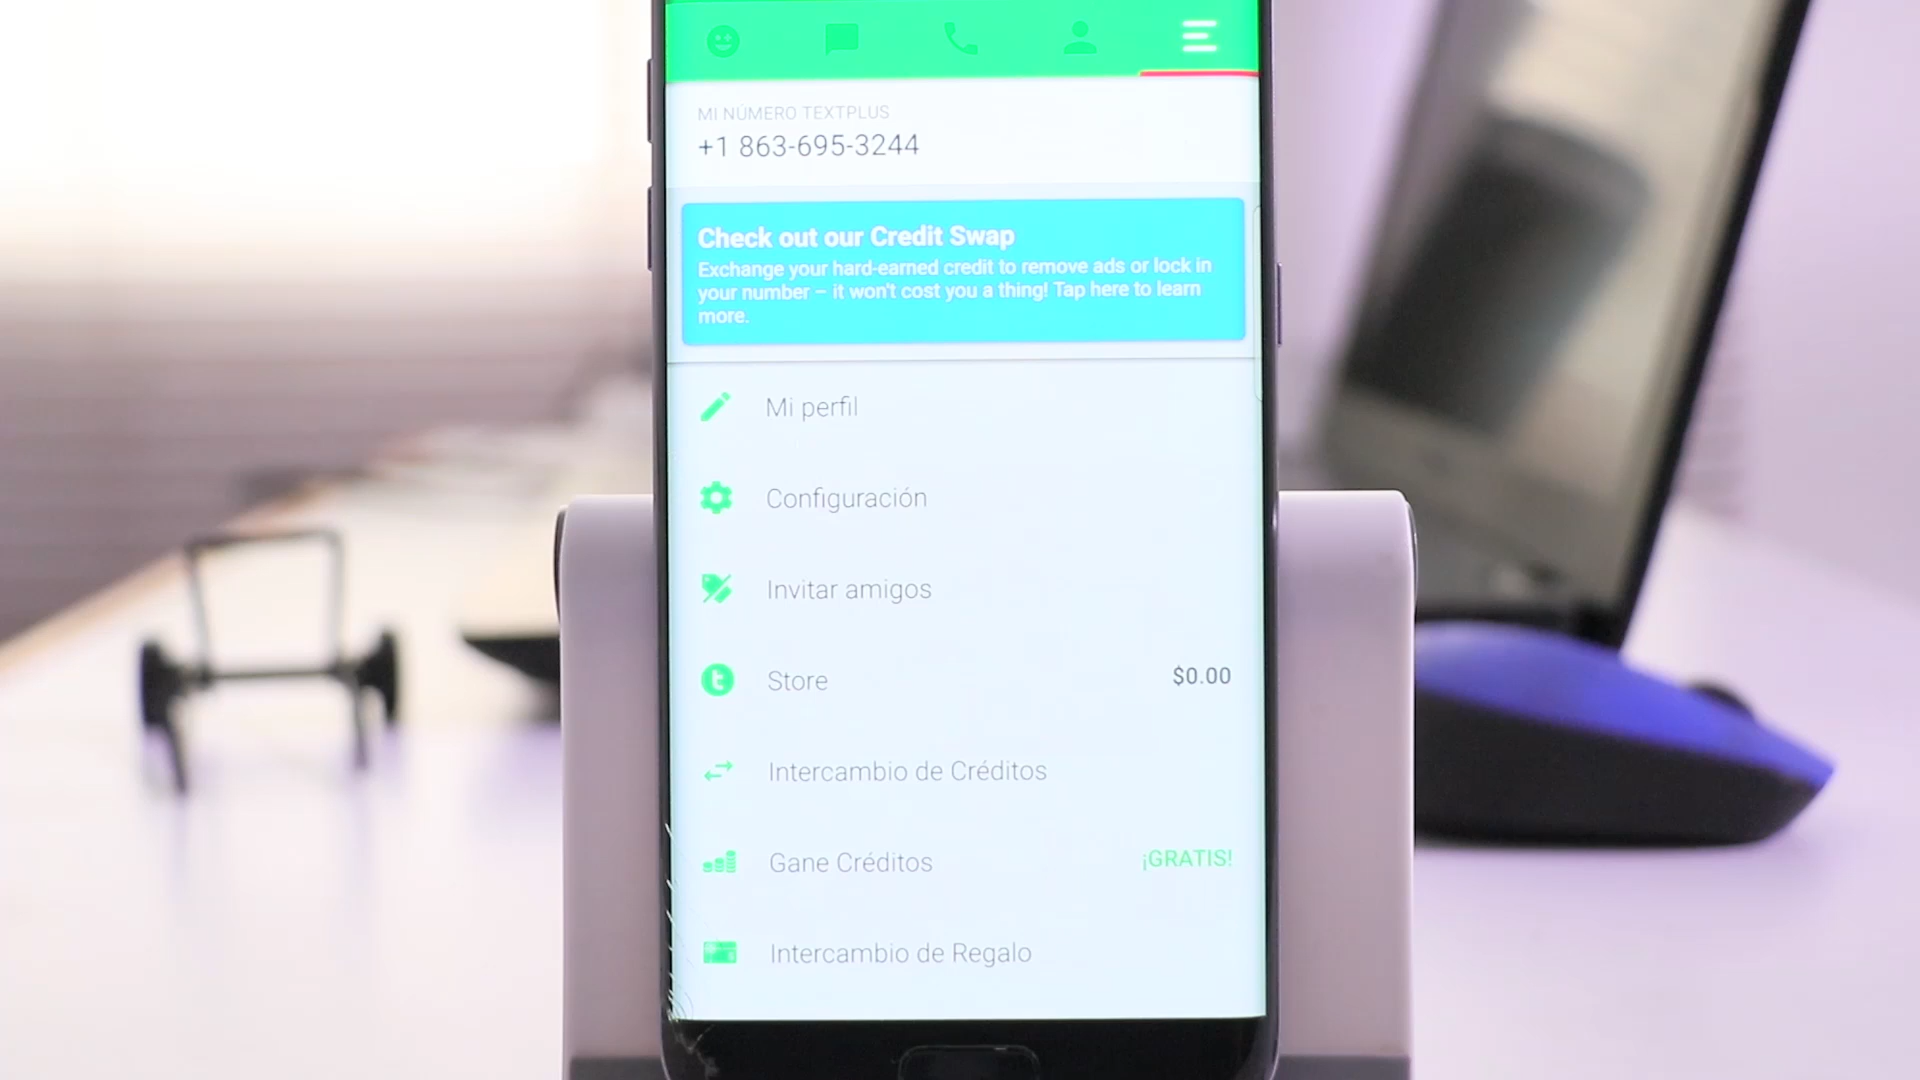 MI NÚMERO TEXTPLUS
+1 863-695-3244
Check out our Credit Swap
Exchange your hard-earned credit to remove ads or lock in
your number – it won't cost you a thing! Tap here to learn
more.
Mi perfil
Configuración
Invitar amigos
Store $0.00
Intercambio de Créditos
Gane Créditos ¡GRATIS!
Intercambio de Regalo